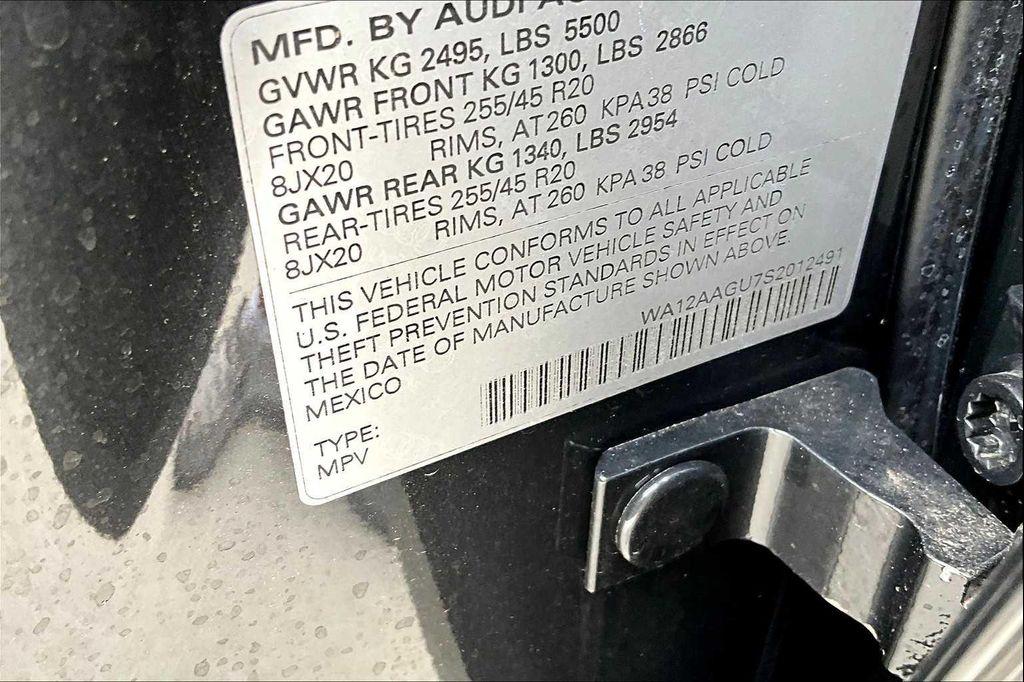 MFD. BY AUDI
GVWR KG 2495, LBS 5500
GAWR FRONT KG 1300, LBS 2866
FRONT-TIRES 255/45 R20
8JX20 RIMS, AT 260 KPA 38 PSI COLD
GAWR REAR KG 1340, LBS 2954
REAR-TIRES 255/45 R20
8JX20 RIMS, AT 260 KPA 38 PSI COLD
THIS VEHICLE CONFORMS TO ALL APPLICABLE
U.S. FEDERAL MOTOR VEHICLE SAFETY AND
THEFT PREVENTION STANDARDS IN EFFECT ON
THE DATE OF MANUFACTURE SHOWN ABOVE.
MEXICO WA12AAGU7S2012491
TYPE:
MPV